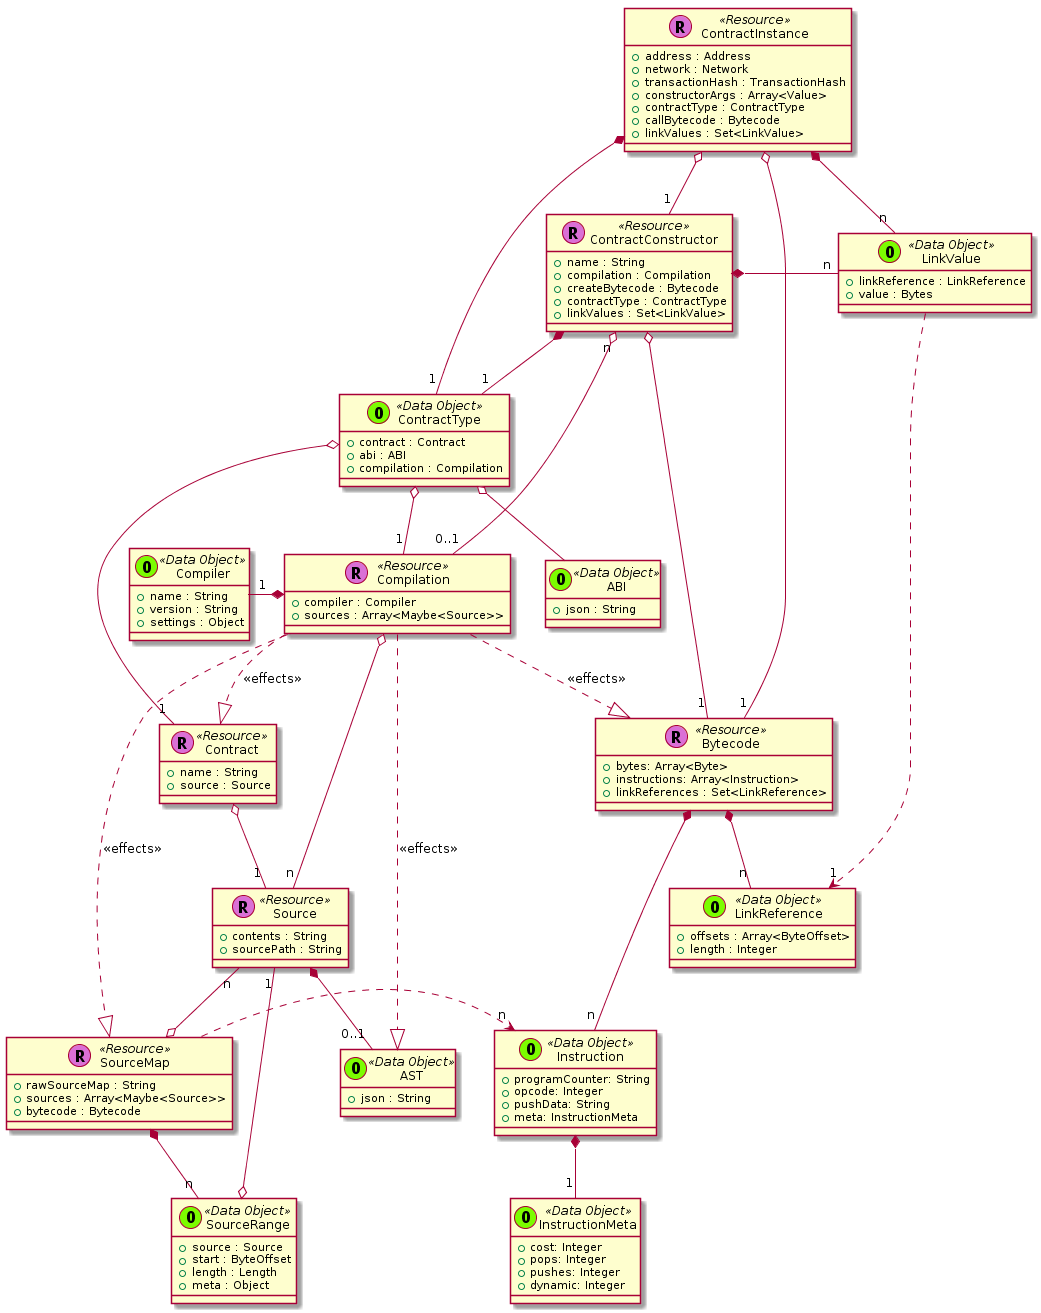 R «Resource»
ContractInstance
address : Address
network : Network
transactionHash : TransactionHash
constructorArgs : Array<Value>
contractType : ContractType
callBytecode : Bytecode
linkValues : Set<LinkValue>
1
n
R «Resource»
ContractConstructor
name : String
compilation : Compilation
createBytecode : Bytecode
contractType : ContractType
linkValues : Set<LinkValue>
n
O «Data Object»
LinkValue
linkReference : LinkReference
value : Bytes
n
1
1
O «Data Object»
ContractType
contract : Contract
abi : ABI
compilation : Compilation
1
0..1
O «Data Object»
Compiler
name : String
version : String
settings : Object
1
R «Resource»
Compilation
compiler : Compiler
sources : Array<Maybe<Source>>
O «Data Object»
ABI
json : String
«effects»
«effects»
1
1
1
R «Resource»
Contract
name : String
source : Source
R «Resource»
Bytecode
bytes: Array<Byte>
instructions: Array<Instruction>
linkReferences : Set<LinkReference>
«effects»
«effects»
1
n
n
1
R «Resource»
Source
contents : String
sourcePath : String
O «Data Object»
LinkReference
offsets : Array<ByteOffset>
length : Integer
n
1
n
n
0..1
R «Resource»
SourceMap
rawSourceMap : String
sources : Array<Maybe<Source>>
bytecode : Bytecode
O «Data Object»
AST
json : String
O «Data Object»
Instruction
programCounter: String
opcode: Integer
pushData: String
meta: InstructionMeta
n
1
O «Data Object»
SourceRange
source : Source
start : ByteOffset
length : Length
meta : Object
O «Data Object»
InstructionMeta
cost: Integer
pops: Integer
pushes: Integer
dynamic: Integer